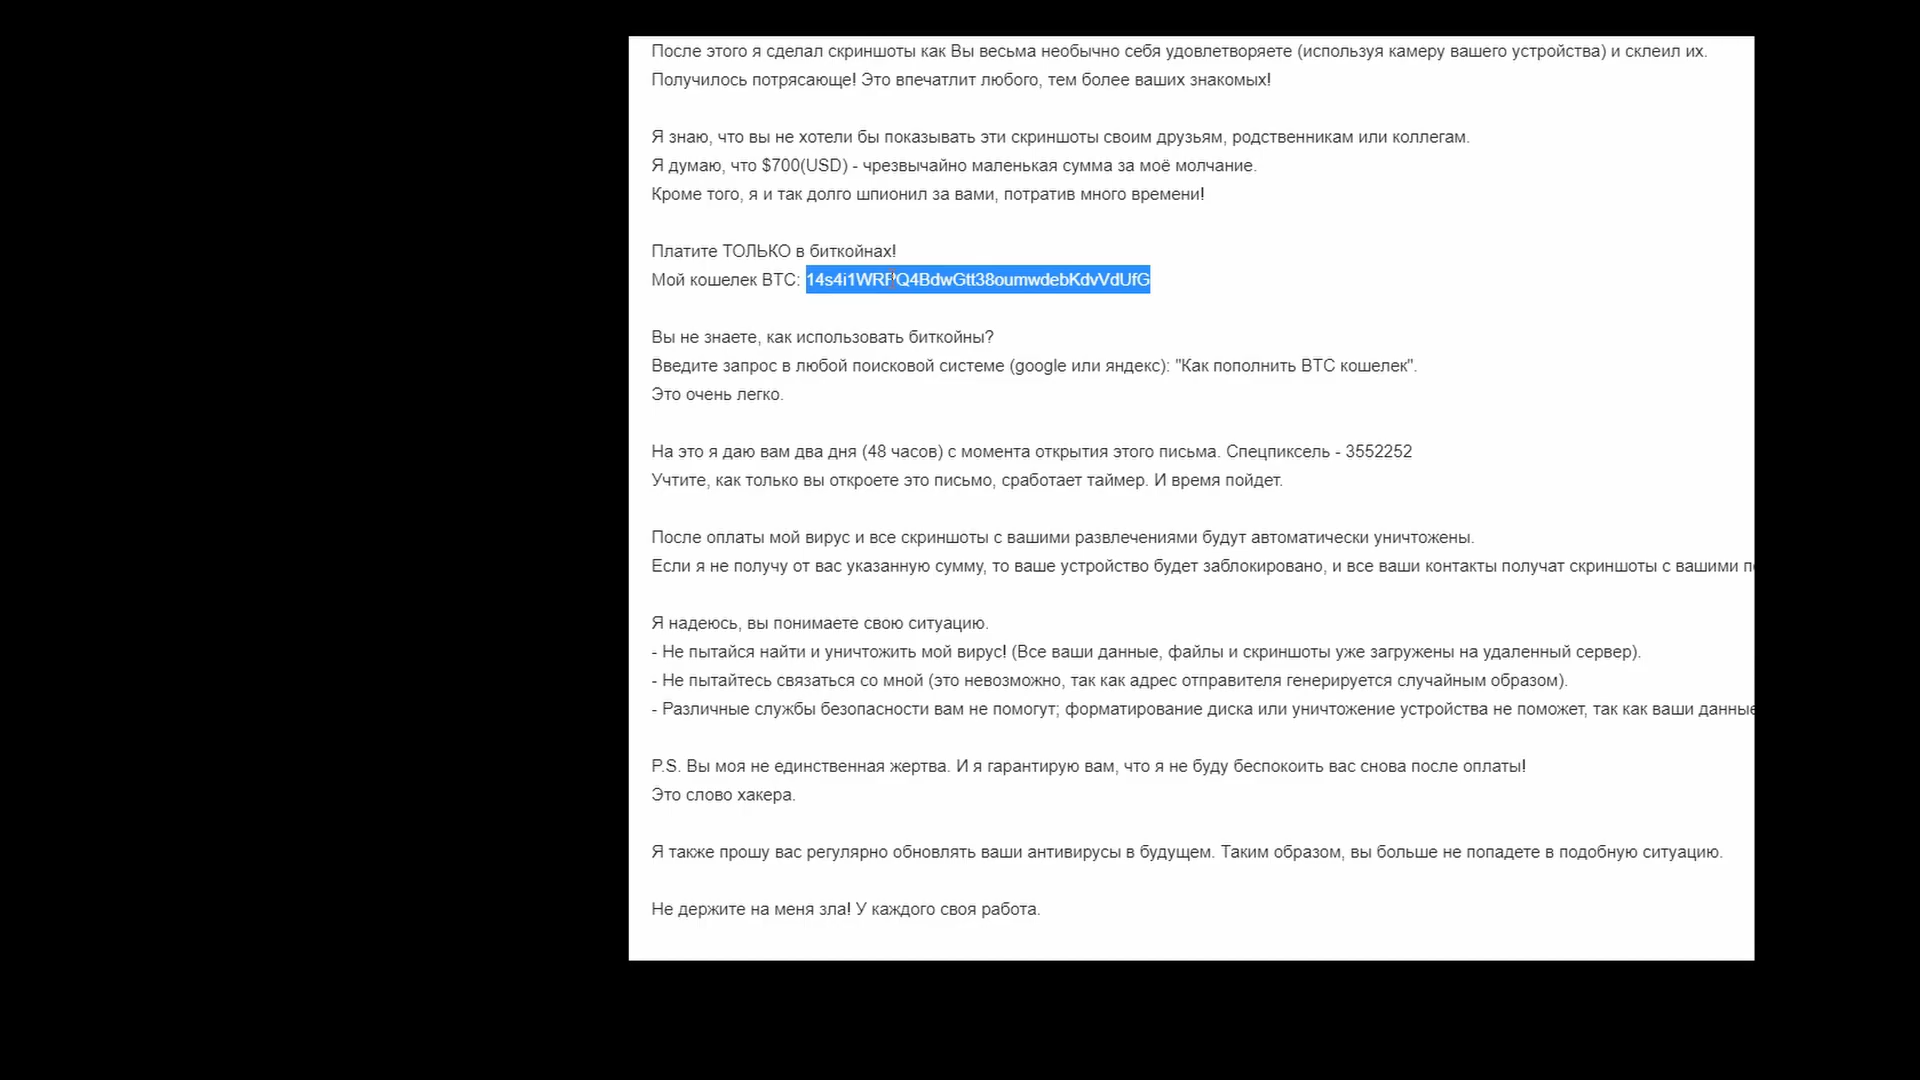 После этого я сделал скриншоты как Вы весьма необычно себя удовлетворяете (используя камеру вашего устройства) и склеил их.
Получилось потрясающе! Это впечатлит любого, тем более ваших знакомых!
Я знаю, что вы не хотели бы показывать эти скриншоты своим друзьям, родственникам или коллегам.
Я думаю, что $700(USD) - чрезвычайно маленькая сумма за моё молчание.
Кроме того, я и так долго шпионил за вами, потратив много времени!
Платите ТОЛЬКО в биткойнах!
Мой кошелек BTC:
Вы не знаете, как использовать биткойны?
Введите запрос в любой поисковой системе (google или яндекс): "Как пополнить BTC кошелек".
Это очень легко.
На это я даю вам два дня (48 часов) с момента открытия этого письма. Спецпиксель - 3552252
Учтите, как только вы откроете это письмо, сработает таймер. И время пойдет.
После оплаты мой вирус и все скриншоты с вашими развлечениями будут автоматически уничтожены.
Если я не получу от вас указанную сумму, то ваше устройство будет заблокировано, и все ваши контакты получат скриншоты с вашими
Я надеюсь, вы понимаете свою ситуацию.
- Не пытайся найти и уничтожить мой вирус! (Все ваши данные, файлы и скриншоты уже загружены на удаленный сервер).
- Не пытайтесь связаться со мной (это невозможно, так как адрес отправителя генерируется случайным образом).
- Различные службы безопасности вам не помогут; форматирование диска или уничтожение устройства не поможет, так как ваши данные
P.S. Вы моя не единственная жертва. И я гарантирую вам, что я не буду беспокоить вас снова после оплаты!
Это слово хакера.
Я также прошу вас регулярно обновлять ваши антивирусы в будущем. Таким образом, вы больше не попадете в подобную ситуацию.
Не держите на меня зла! У каждого своя работа.